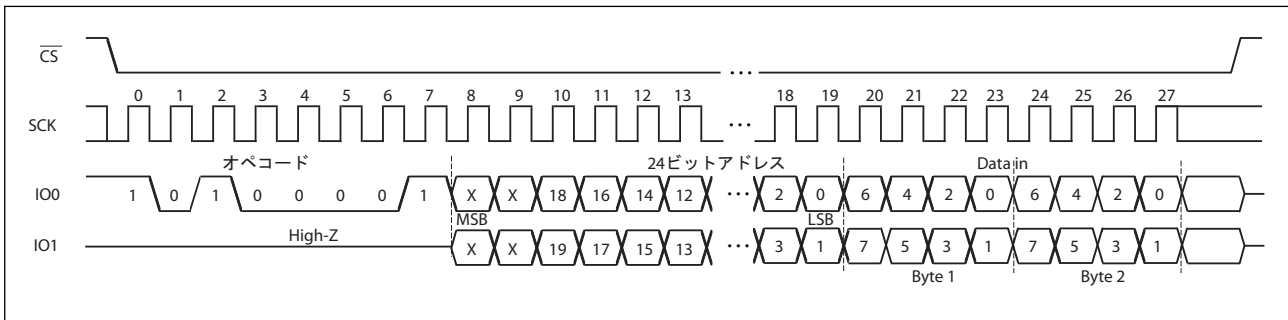 CS
0 1 2 3 4 5 6 7 8 9 10 11 12 13 ... 18 19 20 21 22 23 24 25 26 27
SCK
オペコード 24ビットアドレス Data in
IO0 1 0 1 0 0 0 0 1 X X 18 16 14 12 ... 2 0 6 4 2 0 6 4 2 0
MSB LSB
High-Z
IO1 X X 19 17 15 13 ... 3 1 7 5 3 1 7 5 3 1
Byte 1 Byte 2